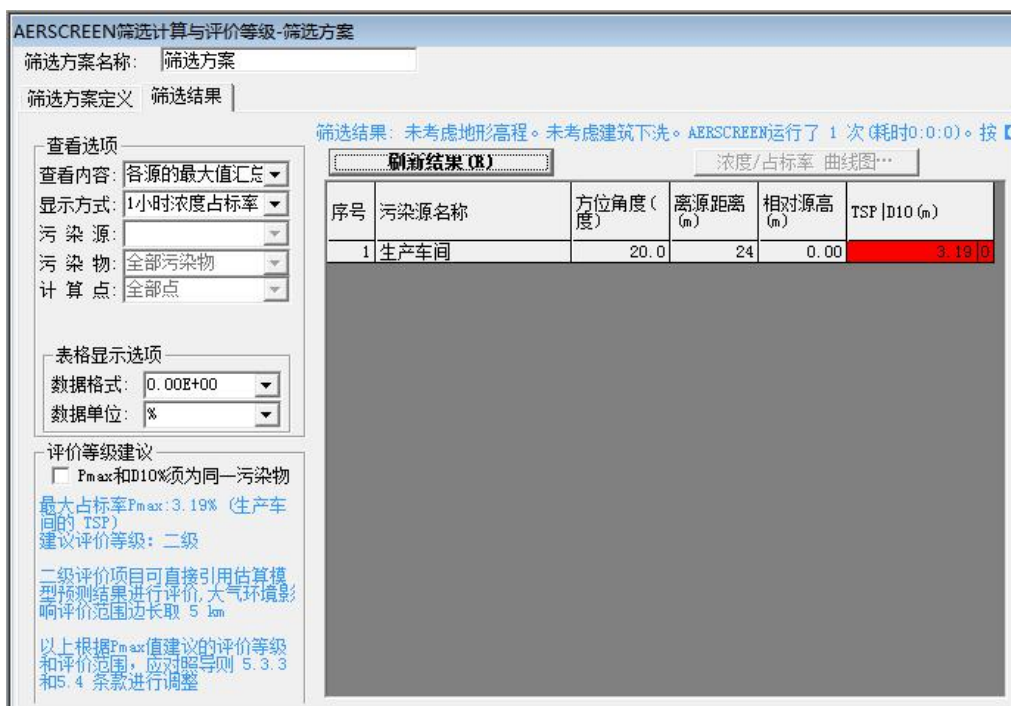 AERSCREEN筛选计算与评价等级-筛选方案
筛选方案名称: 筛选方案
筛选方案定义 筛选结果
筛选结果: 未考虑地形高程。未考虑建筑下洗。AERSCREEN运行了 1 次(耗时0:0:0)。按【
查看选项
查看内容: 各源的最大值汇总
显示方式: 1小时浓度占标率
污 染 源:
污 染 物: 全部污染物
计 算 点: 全部点
表格显示选项
数据格式: 0.00E+00
数据单位: %
评价等级建议
Pmax和D10%须为同一污染物
最大占标率Pmax:3.19% (生产车
间的 TSP)
建议评价等级: 二级
二级评价项目可直接引用估算模
型预测结果进行评价,大气环境影
响评价范围边长取 5 km
以上根据Pmax值建议的评价等级
和评价范围,应对照导则 5.3.3
和5.4 条款进行调整
刷新结果(R)
浓度/占标率 曲线图…
序号 污染源名称 方位角度(度) 离源距离(m) 相对源高(m) TSP|D10(m)
1 生产车间 20.0 24 0.00 3.19|0